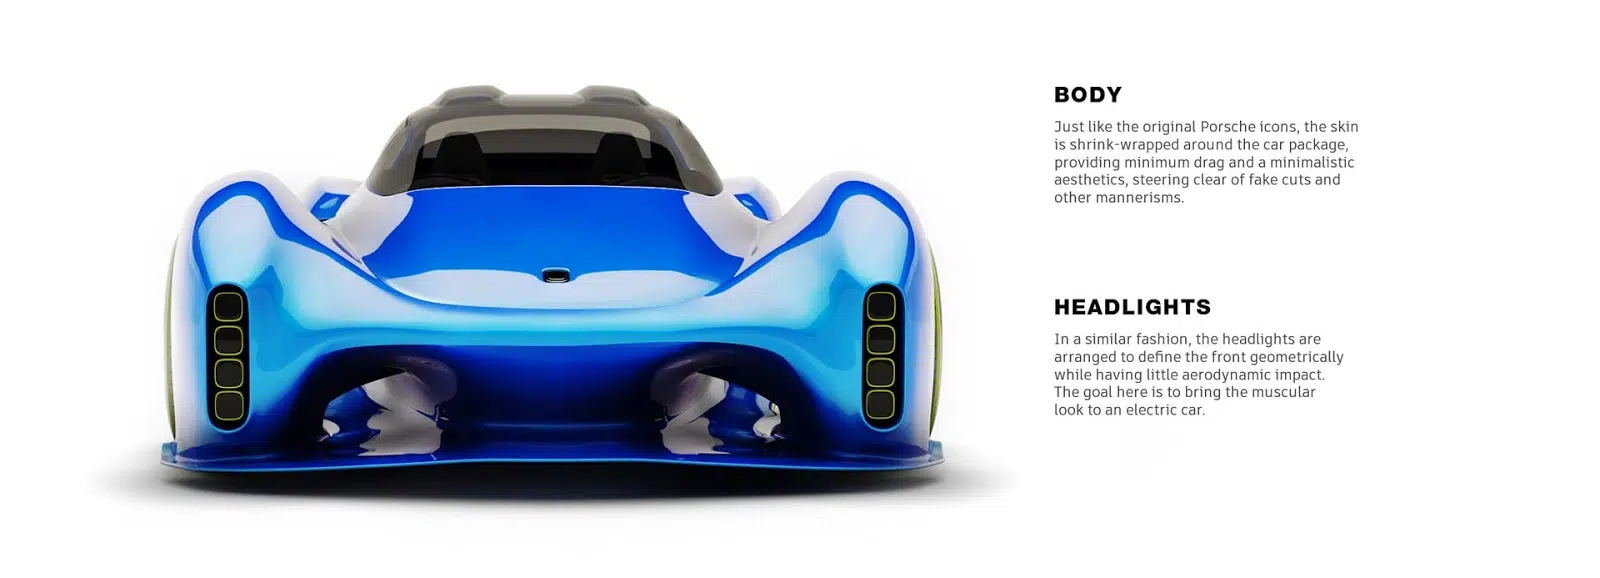 BODY
Just like the original Porsche icons, the skin
is shrink-wrapped around the car package,
providing minimum drag and a minimalistic
aesthetics, steering clear of fake cuts and
other mannerisms.
HEADLIGHTS
In a similar fashion, the headlights are
arranged to define the front geometrically
while having little aerodynamic impact.
The goal here is to bring the muscular
look to an electric car.